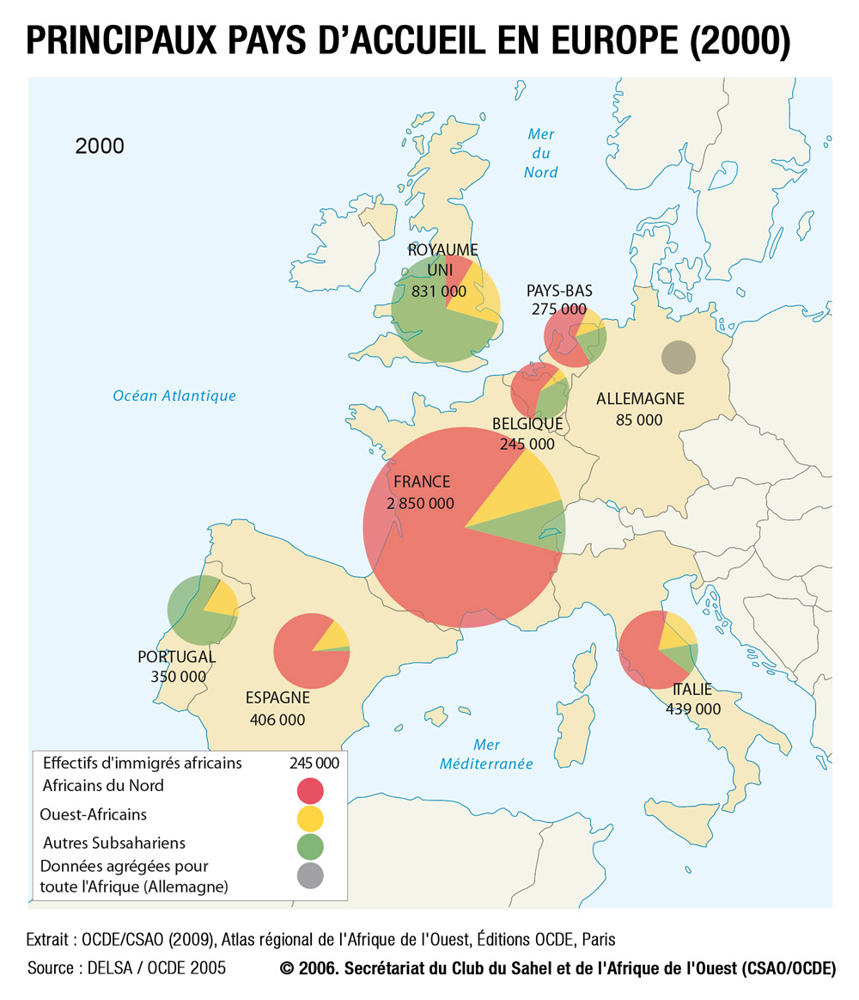 PRINCIPAUX PAYS D'ACCUEIL EN EUROPE (2000)
2000
Mer
du
Nord
ROYAUME
UNI
831 000
PAYS-BAS
275 000
Océan Atlantique
ALLEMAGNE
85 000
BELGIQUE
245 000
FRANCE
2 850 000
PORTUGAL
350 000
ESPAGNE
406 000
ITALIE
439 000
Mer
Méditerranée
Effectifs d'immigrés africains 245 000
Africains du Nord
Ouest-Africains
Autres Subsahariens
Données agrégées pour
toute l'Afrique (Allemagne)
Extrait : OCDE/CSAO (2009), Atlas régional de l'Afrique de l'Ouest, Éditions OCDE, Paris
Source : DELSA / OCDE 2005 © 2006. Secrétariat du Club du Sahel et de l'Afrique de l'Ouest (CSAO/OCDE)